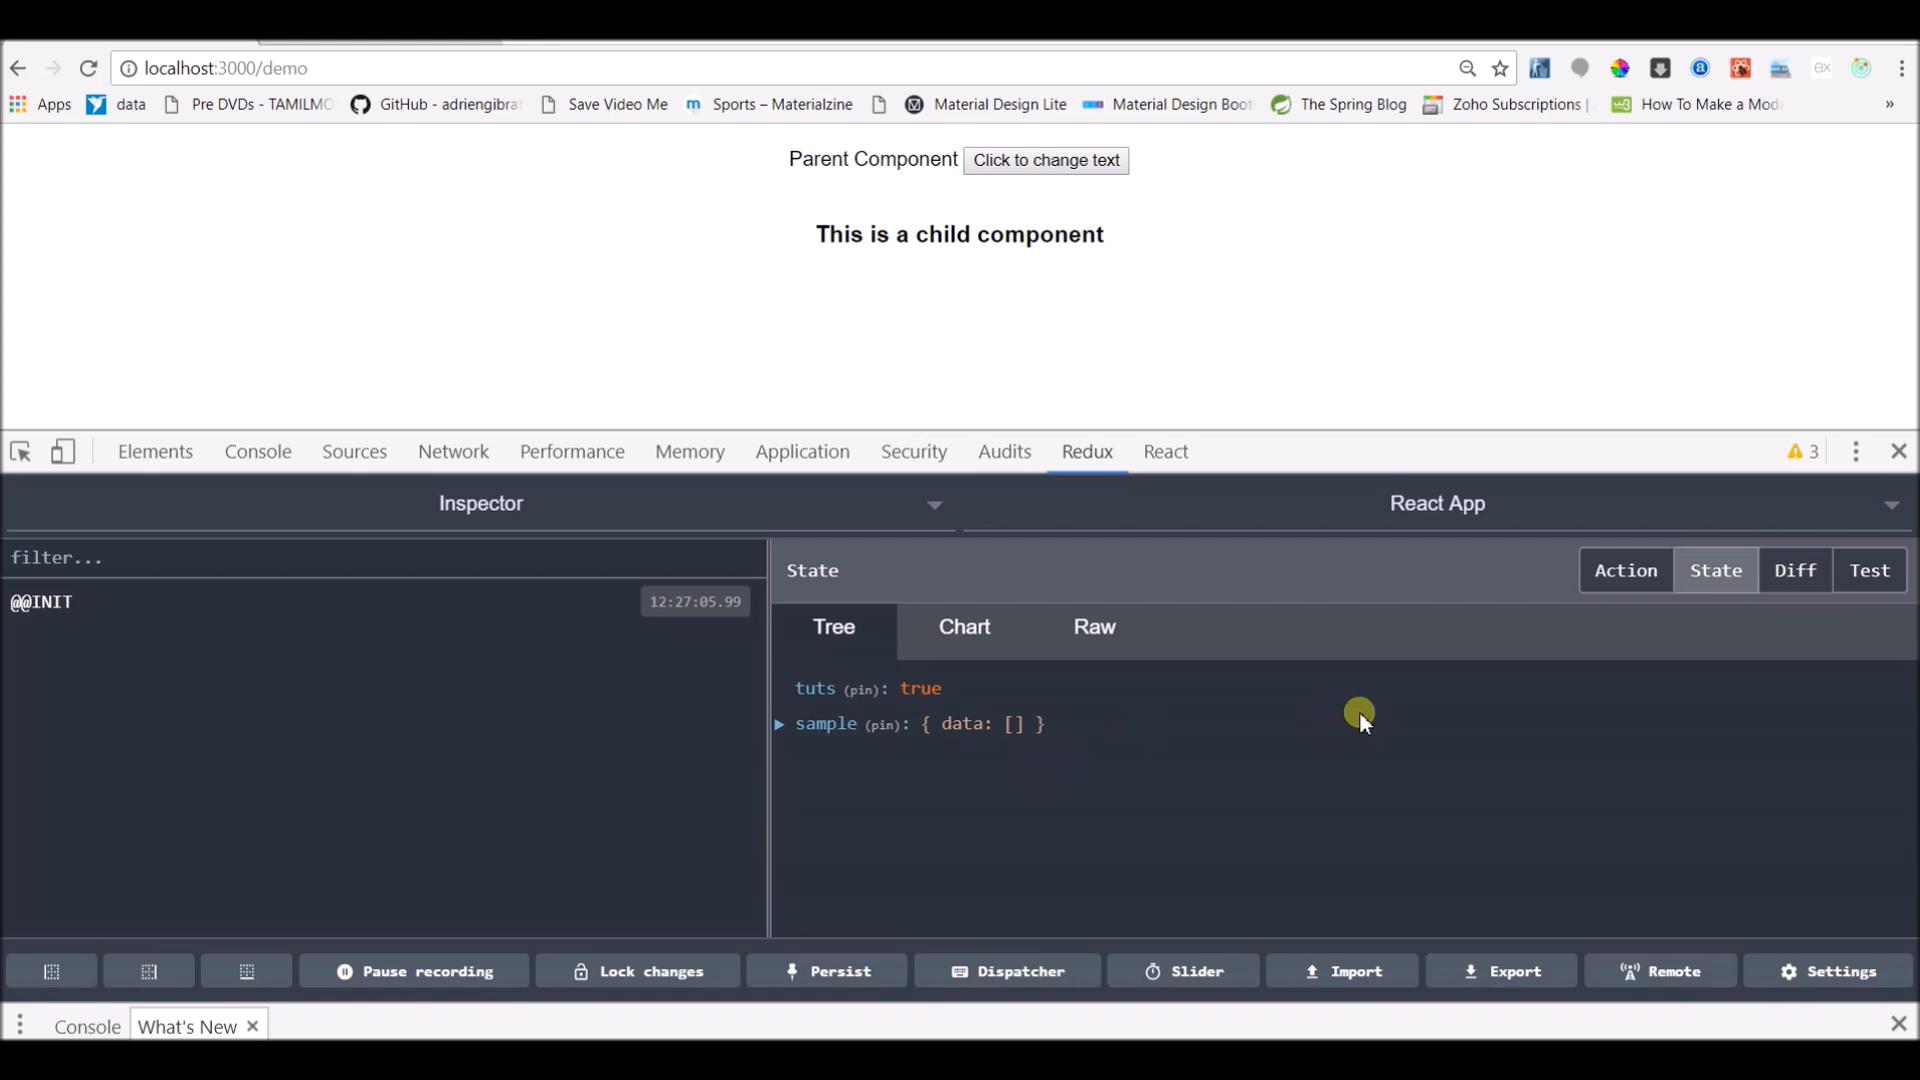 localhost:3000/demo
Apps data Pre DVDs - TAMILMO GitHub - adriengibrat Save Video Me Sports – Materialzine Material Design Lite Material Design Boot The Spring Blog Zoho Subscriptions | How To Make a Moda »
Parent Component Click to change text
This is a child component
Elements Console Sources Network Performance Memory Application Security Audits Redux React 3
Inspector React App
filter...
State Action State Diff Test
@@INIT 12:27:05.99
Tree Chart Raw
tuts (pin): true
sample (pin): { data: [] }
Pause recording Lock changes Persist Dispatcher Slider Import Export Remote Settings
Console What's New